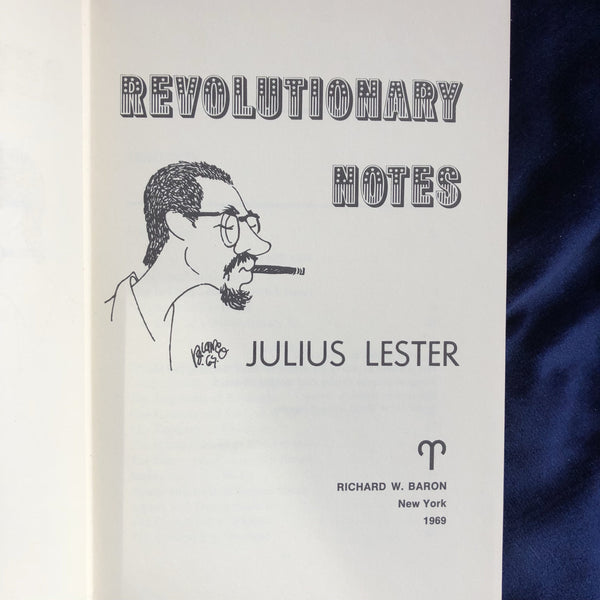 REVOLUTIONARY
NOTES
JULIUS LESTER
RICHARD W. BARON
New York
1969